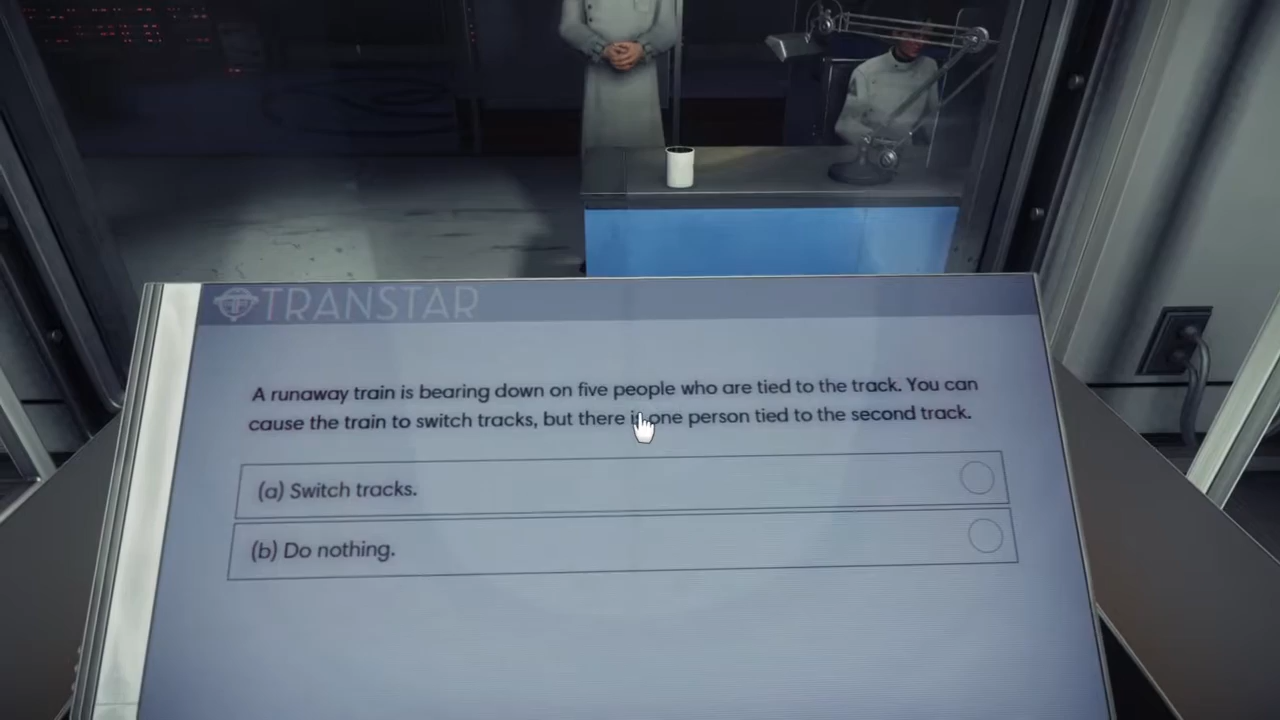 TRANSTAR
A runaway train is bearing down on five people who are tied to the track. You can
cause the train to switch tracks, but there is one person tied to the second track.
(a) Switch tracks.
(b) Do nothing.